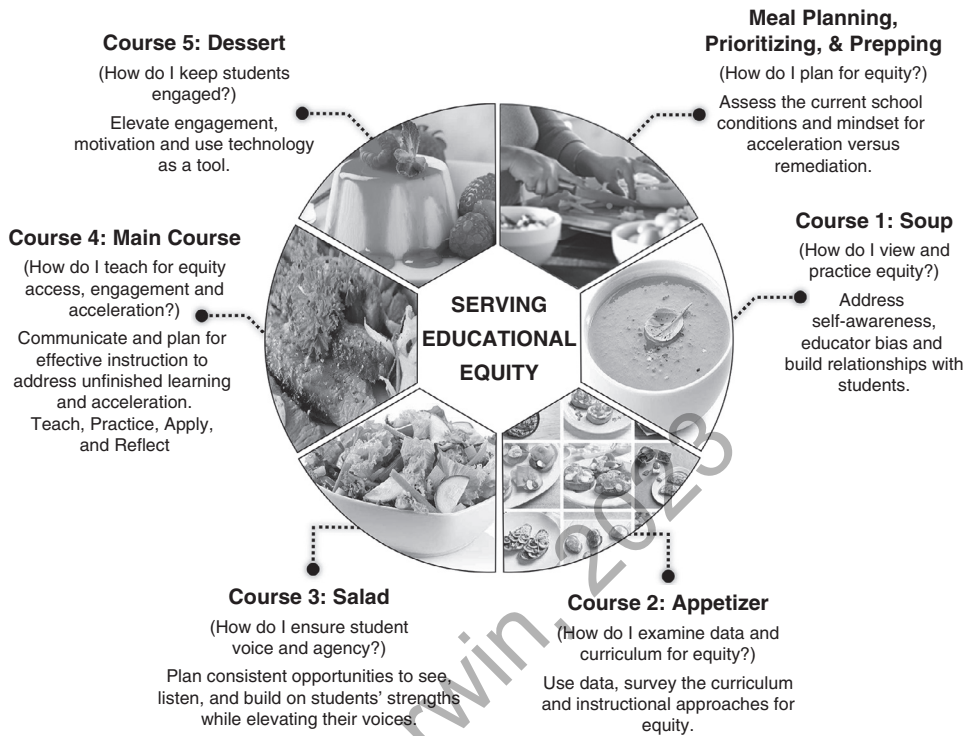 Meal Planning,
Prioritizing, & Prepping
(How do I plan for equity?)
Assess the current school
conditions and mindset for
acceleration versus
remediation.
Course 1: Soup
(How do I view and
practice equity?)
Address
self-awareness,
educator bias and
build relationships with
students.
Course 2: Appetizer
(How do I examine data and
curriculum for equity?)
Use data, survey the curriculum
and instructional approaches for
equity.
Course 3: Salad
(How do I ensure student
voice and agency?)
Plan consistent opportunities to see,
listen, and build on students’ strengths
while elevating their voices.
Course 4: Main Course
(How do I teach for equity
access, engagement and
acceleration?)
Communicate and plan for
effective instruction to
address unfinished learning
and acceleration.
Teach, Practice, Apply,
and Reflect
Course 5: Dessert
(How do I keep students
engaged?)
Elevate engagement,
motivation and use technology
as a tool.
SERVING
EDUCATIONAL
EQUITY
rwin, 2023